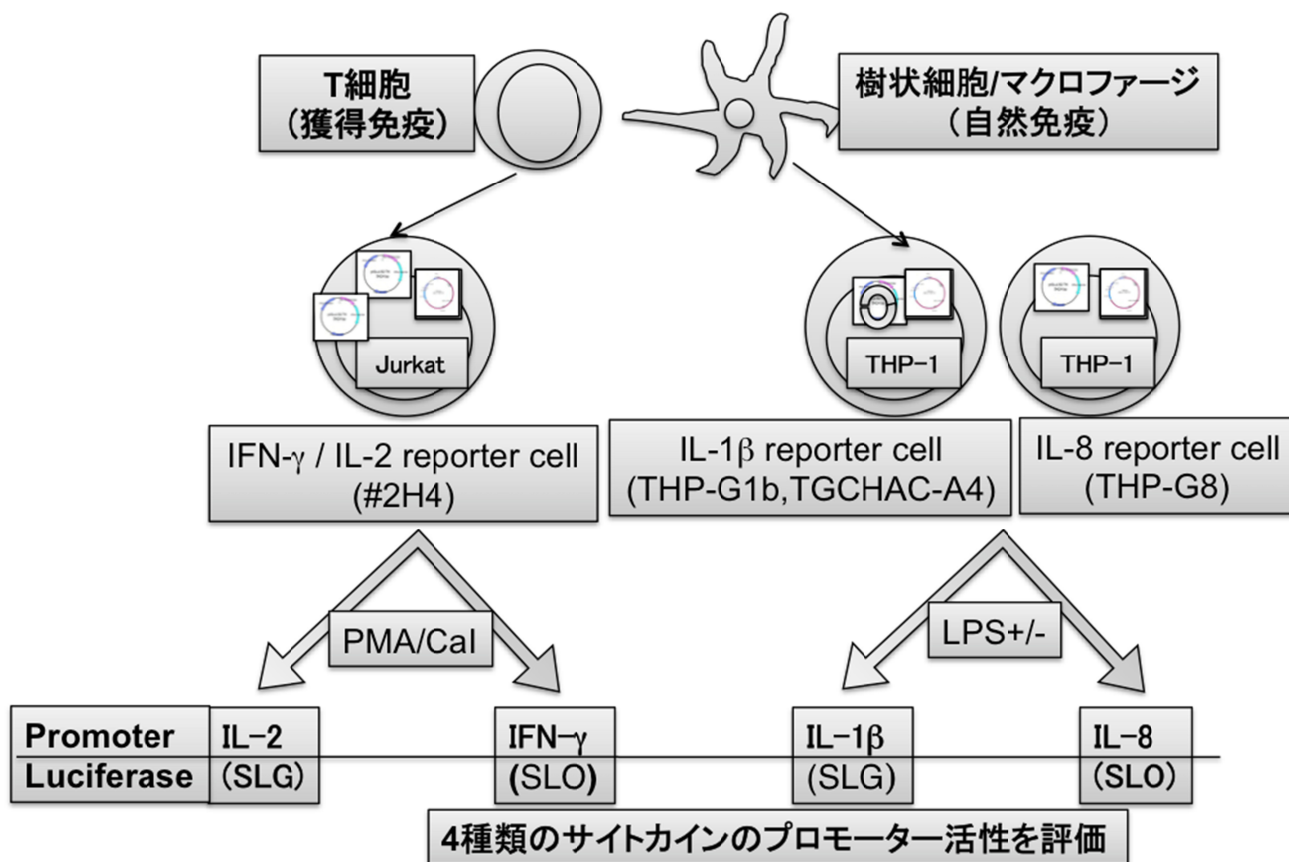 T細胞
（獲得免疫）
樹状細胞/マクロファージ
（自然免疫）
Jurkat
THP-1
THP-1
IFN-γ / IL-2 reporter cell
(#2H4)
IL-1β reporter cell
(THP-G1b,TGCHAC-A4)
IL-8 reporter cell
(THP-G8)
PMA/CaI
LPS+/-
Promoter IL-2 IFN-γ IL-1β IL-8
Luciferase (SLG) (SLO) (SLG) (SLO)
4種類のサイトカインのプロモーター活性を評価